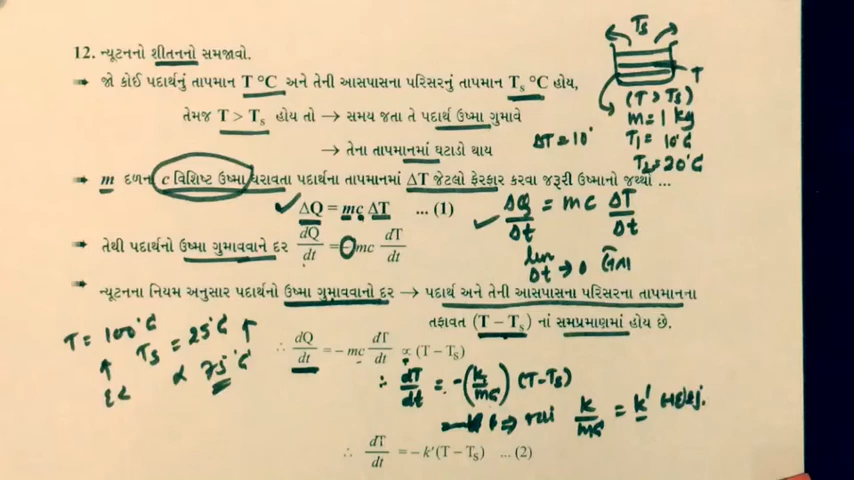 12. ન્યૂટનનો શીતનનો સમજાવો.
➡ જો કોઈ પદાર્થનું તાપમાન T °C અને તેની આસપાસના પરિસરનું તાપમાન Tₛ °C હોય,
તેમજ T > Tₛ હોય તો → સમય જતા તે પદાર્થ ઉષ્મા ગુમાવે
→ તેના તાપમાનમાં ઘટાડો થાય
➡ m દળના c વિશિષ્ટ ઉષ્મા ધરાવતા પદાર્થના તાપમાનમાં ΔT જેટલો ફેરફાર કરવા જરૂરી ઉષ્માનો જથ્થો ...
ΔQ = mc ΔT ... (1)
➡ તેથી પદાર્થનો ઉષ્મા ગુમાવવાને દર dQ/dt = – mc dT/dt
➡ ન્યૂટનના નિયમ અનુસાર પદાર્થનો ઉષ્મા ગુમાવવાનો દર → પદાર્થ અને તેની આસપાસના પરિસરના તાપમાનના
તફાવત (T – Tₛ) નાં સમપ્રમાણમાં હોય છે.
∴ dQ/dt = – mc dT/dt ∝ (T – Tₛ)
∴ dT/dt = – k′(T – Tₛ) ... (2)
Tₛ
T
(T > Tₛ)
m = 1 kg
T₁ = 10°C
T₂ = 20°C
ΔT = 10°
ΔQ/Δt = mc ΔT/Δt
lim Δt → 0
T = 100°C
Tₛ = 25°C ↑
↑
∝ 75°C
∴ dT/dt = –(k/mc) (T–Tₛ)
k/mc = k′